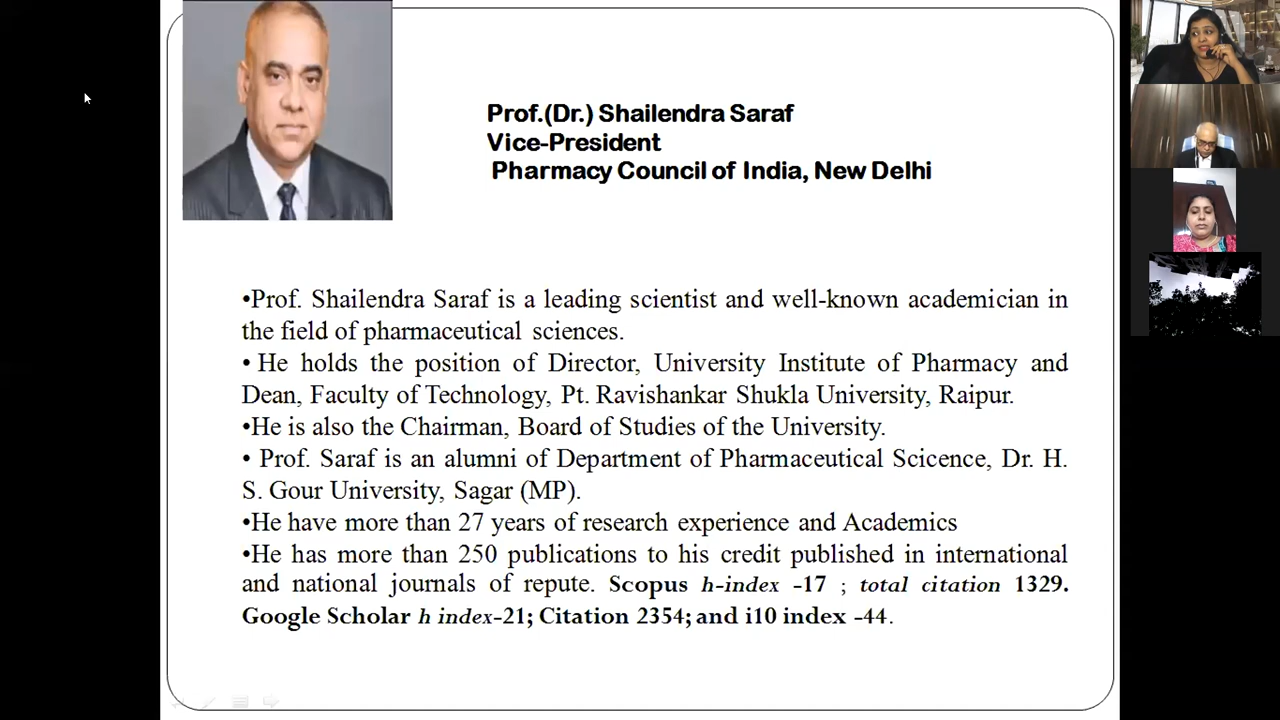 Prof.(Dr.) Shailendra Saraf
Vice-President
Pharmacy Council of India, New Delhi
•Prof. Shailendra Saraf is a leading scientist and well-known academician in
the field of pharmaceutical sciences.
• He holds the position of Director, University Institute of Pharmacy and
Dean, Faculty of Technology, Pt. Ravishankar Shukla University, Raipur.
•He is also the Chairman, Board of Studies of the University.
• Prof. Saraf is an alumni of Department of Pharmaceutical Scicence, Dr. H.
S. Gour University, Sagar (MP).
•He have more than 27 years of research experience and Academics
•He has more than 250 publications to his credit published in international
and national journals of repute. Scopus h-index -17 ; total citation 1329.
Google Scholar h index-21; Citation 2354; and i10 index -44.